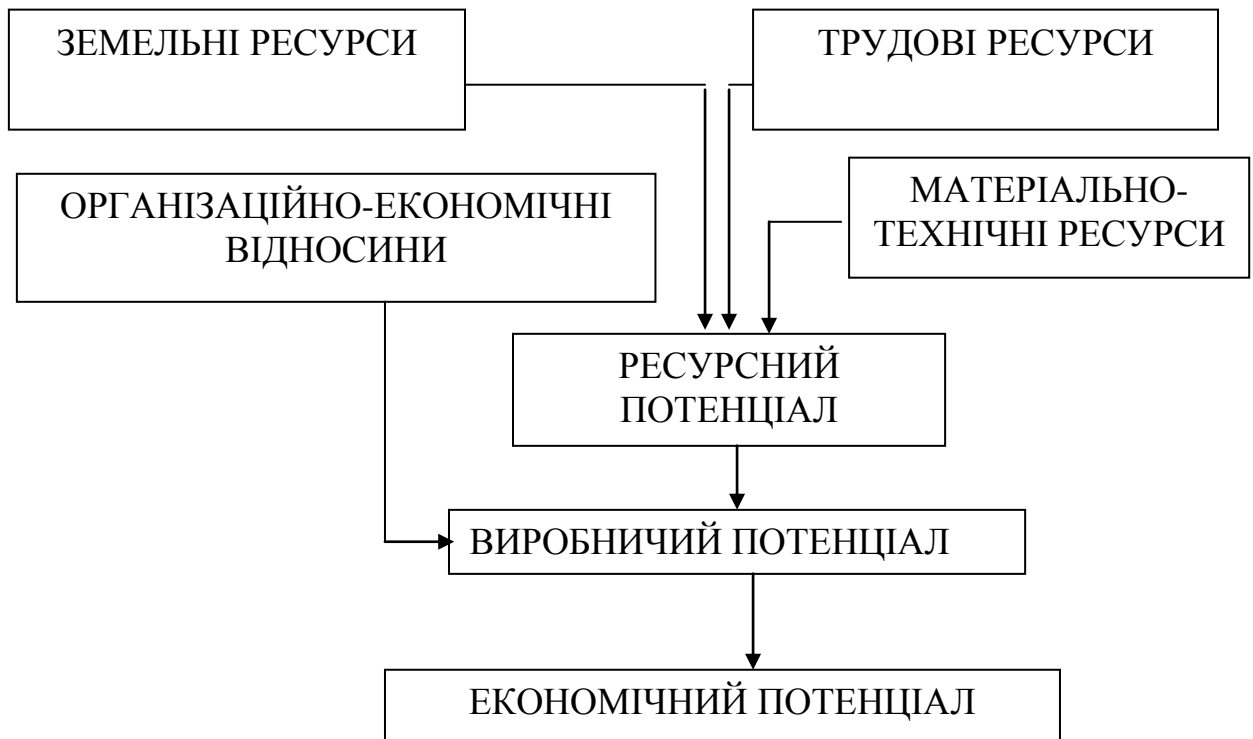 ЗЕМЕЛЬНІ РЕСУРСИ
ТРУДОВІ РЕСУРСИ
ОРГАНІЗАЦІЙНО-ЕКОНОМІЧНІ
ВІДНОСИНИ
МАТЕРІАЛЬНО-
ТЕХНІЧНІ РЕСУРСИ
РЕСУРСНИЙ
ПОТЕНЦІАЛ
ВИРОБНИЧИЙ ПОТЕНЦІАЛ
ЕКОНОМІЧНИЙ ПОТЕНЦІАЛ